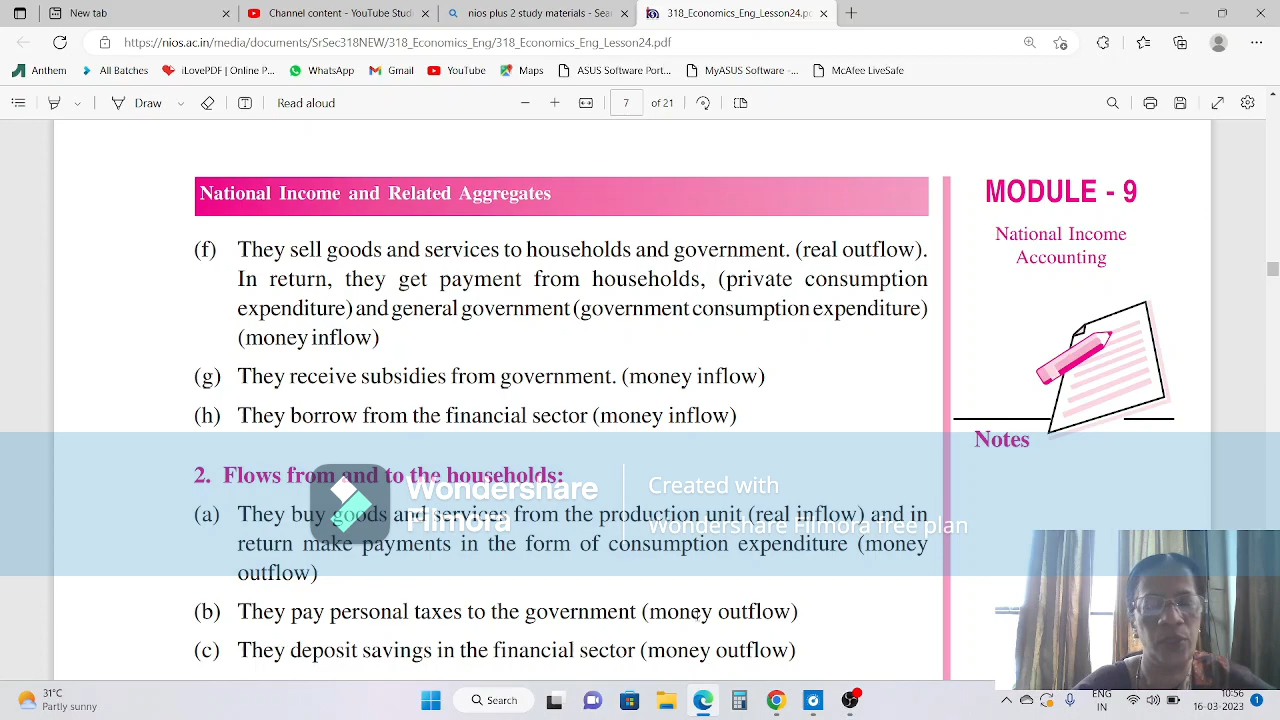 New tab
YouTube Content - YouTube Stud
nios plus 2 study materials - Sear
318_Economics_Eng_Lesson24.pd
https://nios.ac.in/media/documents/SrSec318NEW/318_Economics_Eng/318_Economics_Eng_Lesson24.pdf
Anthem
All Batches
iLovePDF | Online P...
WhatsApp
Gmail
YouTube
Maps
ASUS Software Port...
MyASUS Software -...
McAfee LiveSafe
Draw
Read aloud
7
of 21
National Income and Related Aggregates
MODULE - 9
National Income
Accounting
(f) They sell goods and services to households and government. (real outflow).
In return, they get payment from households, (private consumption
expenditure) and general government (government consumption expenditure)
(money inflow)
(g) They receive subsidies from government. (money inflow)
(h) They borrow from the financial sector (money inflow)
Notes
2. Flows from and to the households:
Wondershare
Filmora
Created with
Wondershare Filmora free plan
(a) They buy goods and services from the production unit (real inflow) and in
return make payments in the form of consumption expenditure (money
outflow)
(b) They pay personal taxes to the government (money outflow)
(c) They deposit savings in the financial sector (money outflow)
31°C
Partly sunny
Search
ENG
IN
10:56
16-03-2023
1